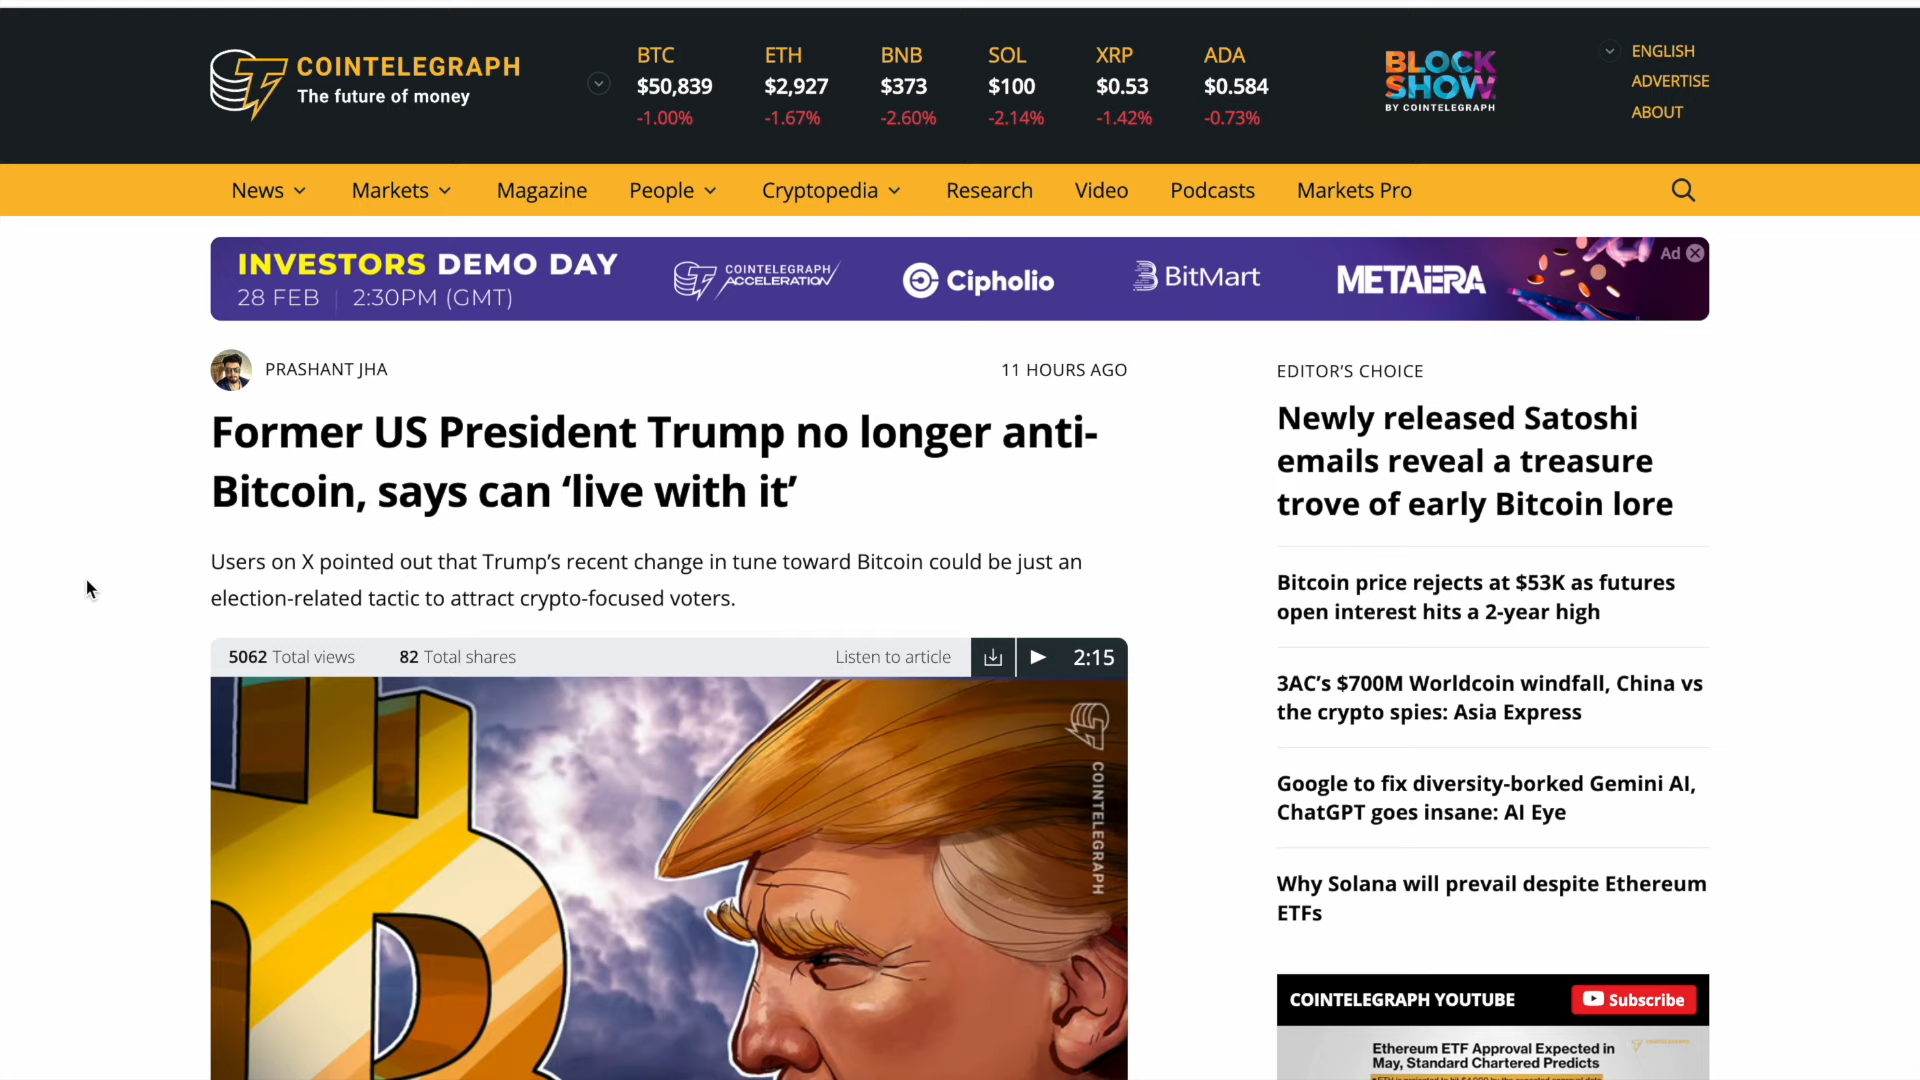 COINTELEGRAPH
The future of money
BTC
$50,839
-1.00%
ETH
$2,927
-1.67%
BNB
$373
-2.60%
SOL
$100
-2.14%
XRP
$0.53
-1.42%
ADA
$0.584
-0.73%
BLOCK
SHOW
BY COINTELEGRAPH
ENGLISH
ADVERTISE
ABOUT
News
Markets
Magazine
People
Cryptopedia
Research
Video
Podcasts
Markets Pro
INVESTORS DEMO DAY
28 FEB | 2:30PM (GMT)
COINTELEGRAPH
ACCELERATION
Cipholio
BitMart
METAERA
Ad
PRASHANT JHA
11 HOURS AGO
Former US President Trump no longer anti-
Bitcoin, says can ‘live with it’
Users on X pointed out that Trump’s recent change in tune toward Bitcoin could be just an
election-related tactic to attract crypto-focused voters.
5062 Total views
82 Total shares
Listen to article
2:15
COINTELEGRAPH
EDITOR’S CHOICE
Newly released Satoshi
emails reveal a treasure
trove of early Bitcoin lore
Bitcoin price rejects at $53K as futures
open interest hits a 2-year high
3AC’s $700M Worldcoin windfall, China vs
the crypto spies: Asia Express
Google to fix diversity-borked Gemini AI,
ChatGPT goes insane: AI Eye
Why Solana will prevail despite Ethereum
ETFs
COINTELEGRAPH YOUTUBE
Subscribe
Ethereum ETF Approval Expected in
May, Standard Chartered Predicts